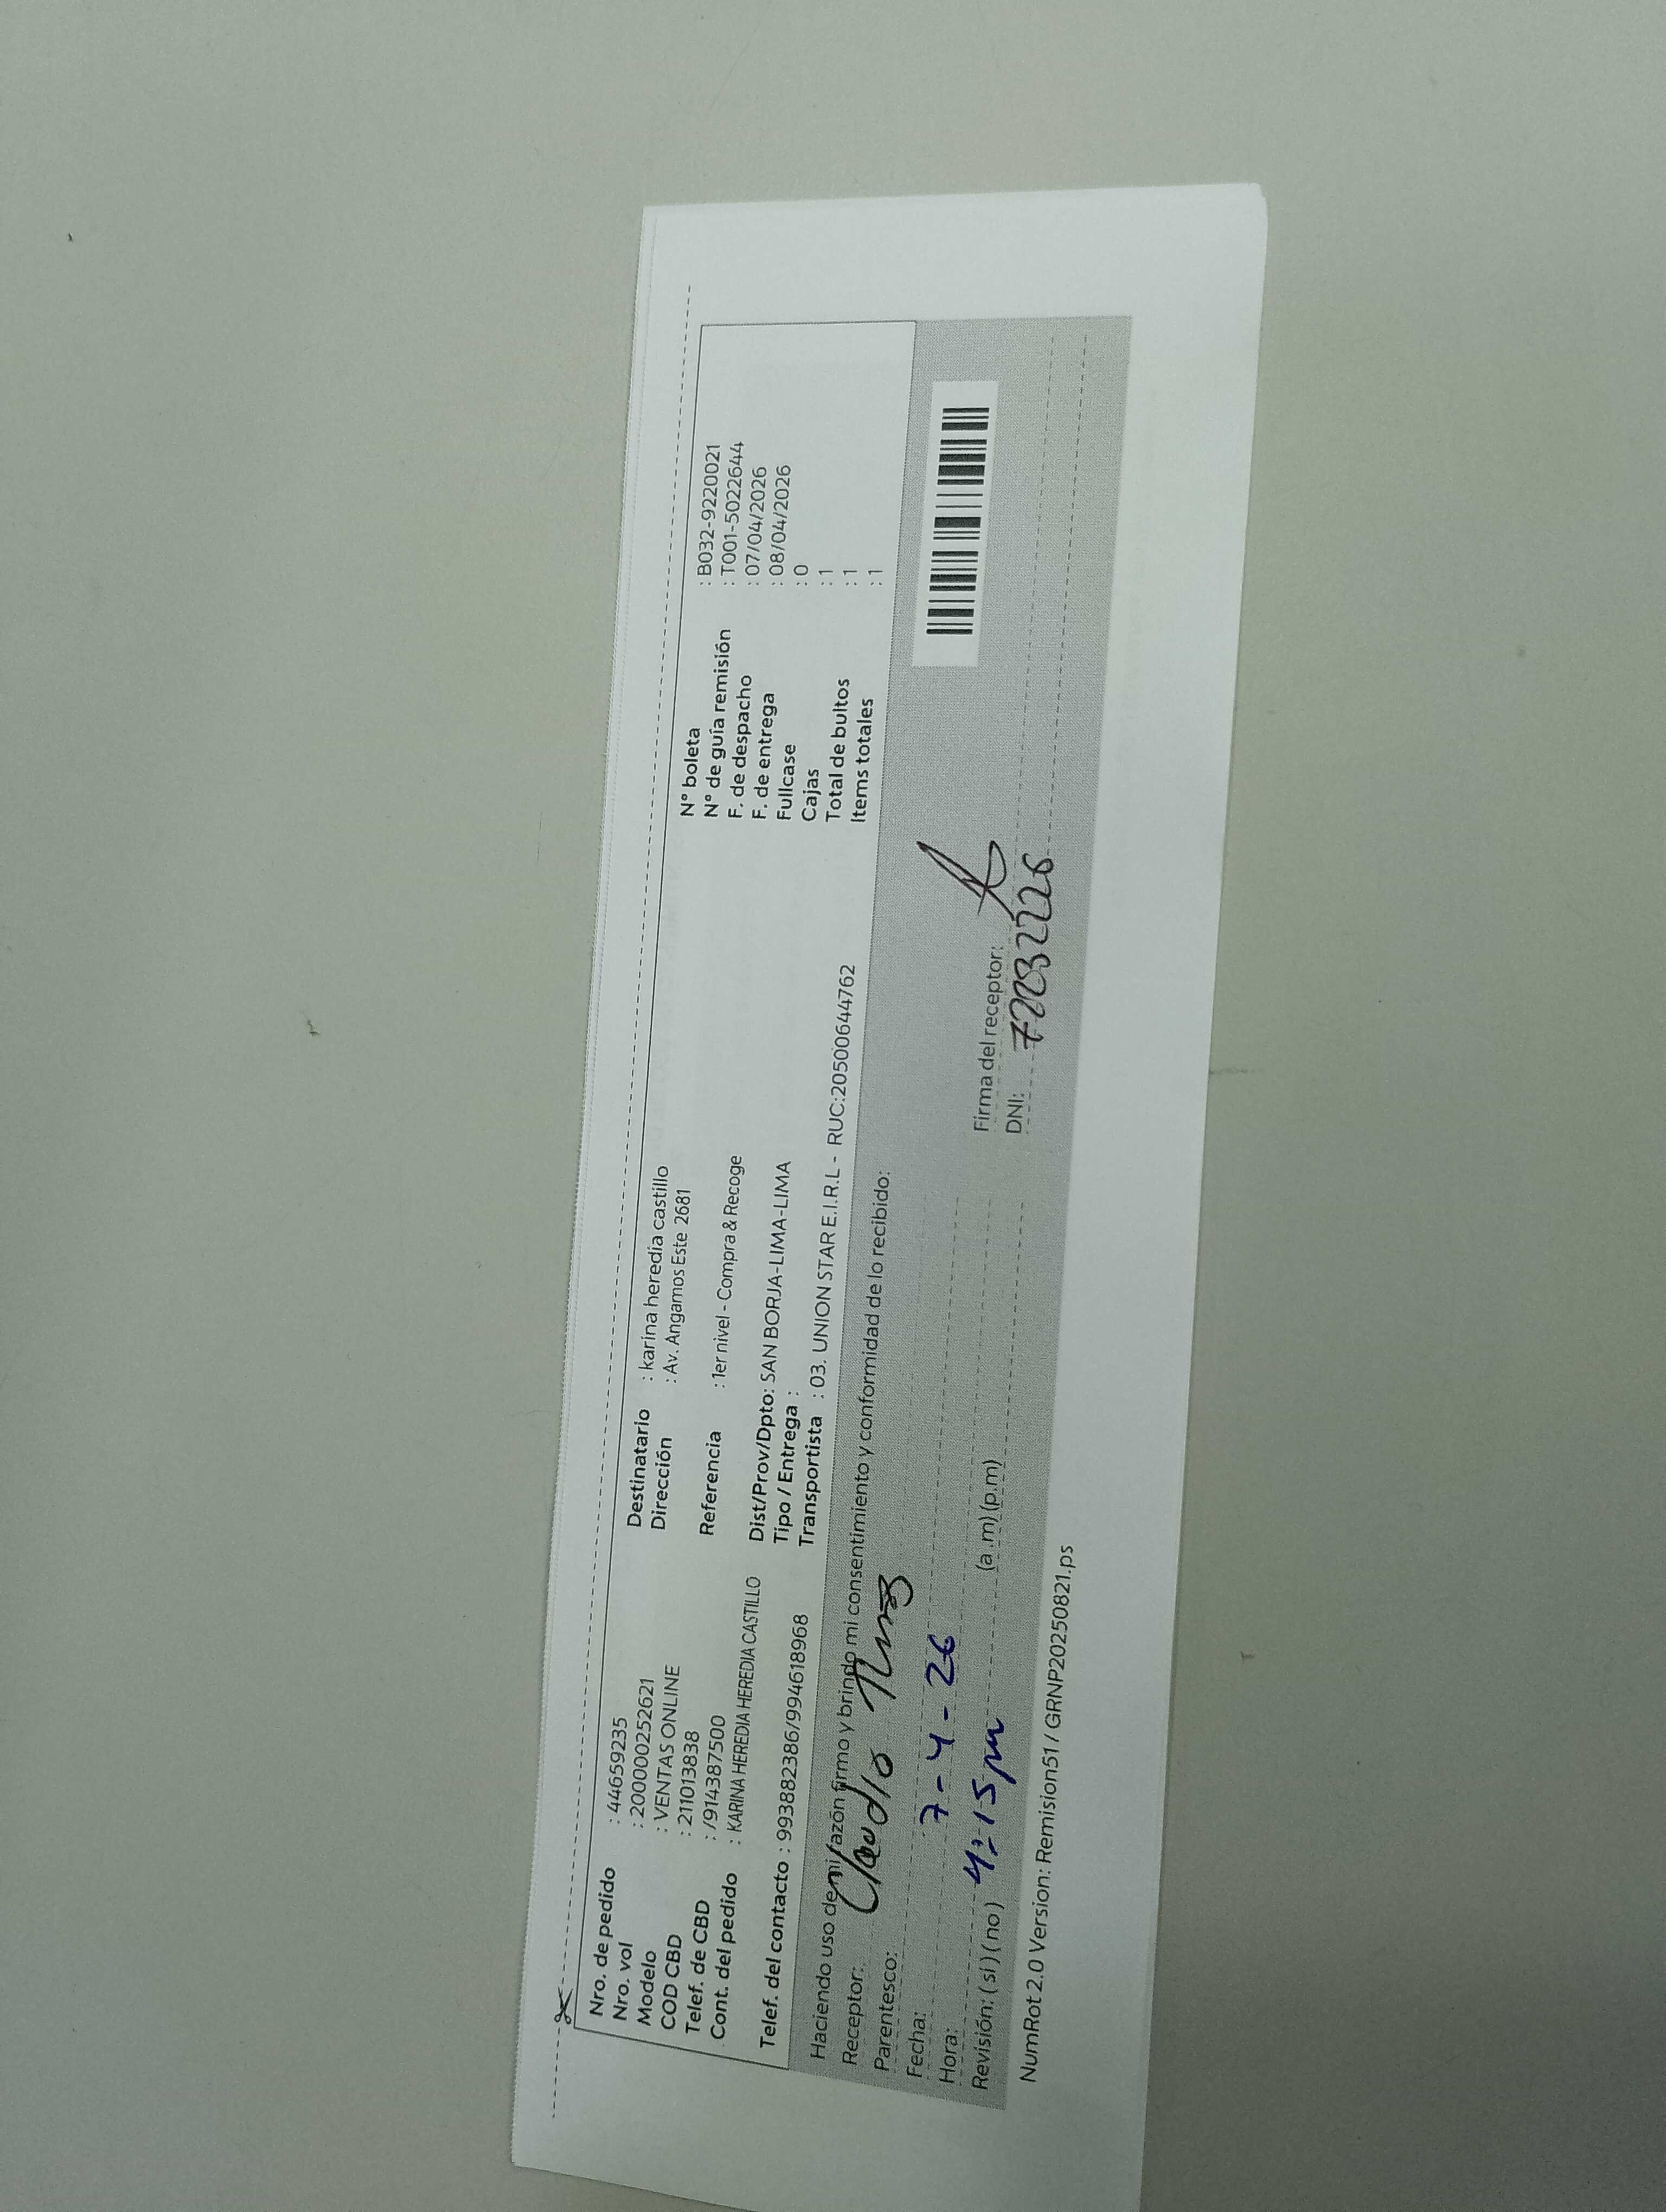 Nro. de pedido : 44659235
Nro. vol : 200000252621
Modelo : VENTAS ONLINE
COD CBD : 211013838
Telef. de CBD : /914387500
Cont. del pedido : KARINA HEREDIA HEREDIA CASTILLO
Telef. del contacto : 993882386/994618968
Destinatario : karina heredia castillo
Dirección : Av. Angamos Este 2681
Referencia : 1er nivel - Compra & Recoge
Dist/Prov/Dpto: SAN BORJA-LIMA-LIMA
Tipo / Entrega :
Transportista : 03. UNION STAR E.I.R.L - RUC:20500644762
N° boleta : B032-9220021
N° de guía remisión : T001-5022644
F. de despacho : 07/04/2026
F. de entrega : 08/04/2026
Fullcase : 0
Cajas : 1
Total de bultos : 1
Items totales : 1
Haciendo uso de mi razón firmo y brindo mi consentimiento y conformidad de lo recibido:
Receptor: Claudio
Parentesco:
Fecha: 7-4-26
Hora: 4:15pm
Revisión: (si) (no) (a.m) (p.m)
Firma del receptor:
DNI: 72232226
NumRot 2.0 Version: Remision51 / GRNP20250821.ps